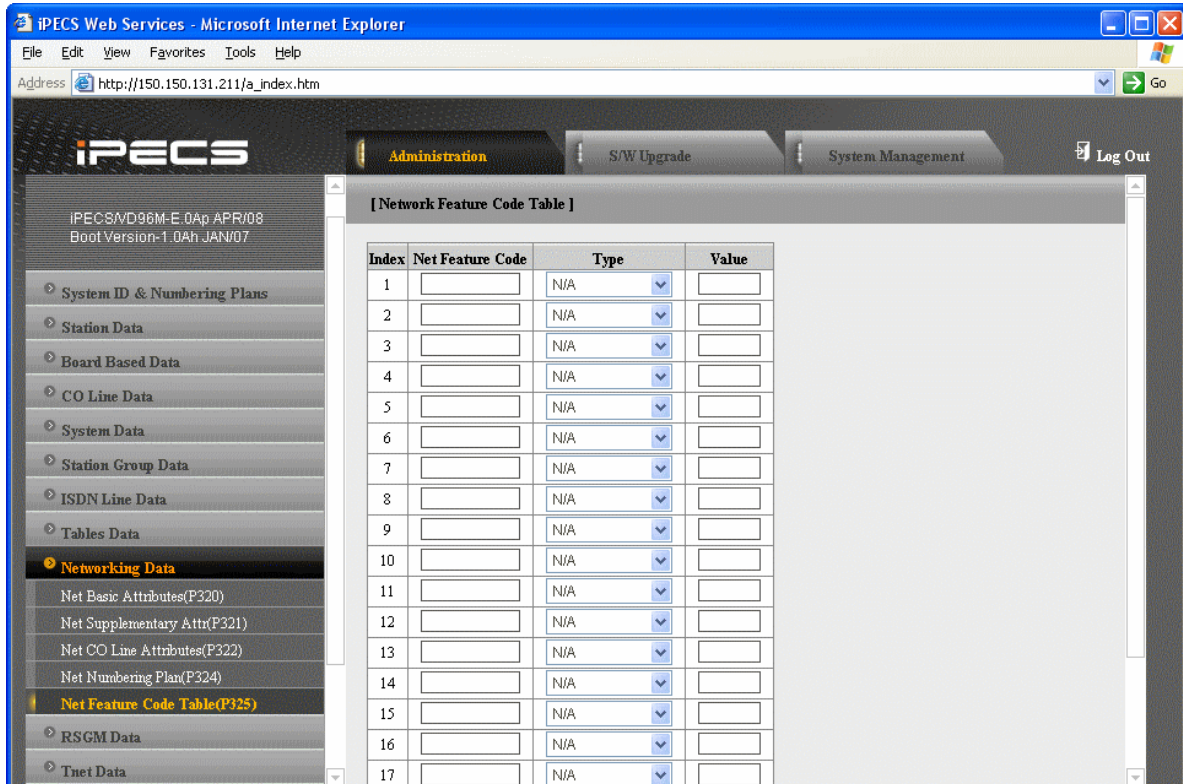 iPECS Web Services - Microsoft Internet Explorer
File Edit View Favorites Tools Help
Address http://150.150.131.211/a_index.htm Go
iPECS
Administration S/W Upgrade System Management Log Out
iPECS/VD96M-E.0Ap APR/08
Boot Version-1.0Ah JAN/07
System ID & Numbering Plans
Station Data
Board Based Data
CO Line Data
System Data
Station Group Data
ISDN Line Data
Tables Data
Networking Data
Net Basic Attributes(P320)
Net Supplementary Attr(P321)
Net CO Line Attributes(P322)
Net Numbering Plan(P324)
Net Feature Code Table(P325)
RSGM Data
Tnet Data
[ Network Feature Code Table ]
Index Net Feature Code Type Value
1 N/A
2 N/A
3 N/A
4 N/A
5 N/A
6 N/A
7 N/A
8 N/A
9 N/A
10 N/A
11 N/A
12 N/A
13 N/A
14 N/A
15 N/A
16 N/A
17 N/A